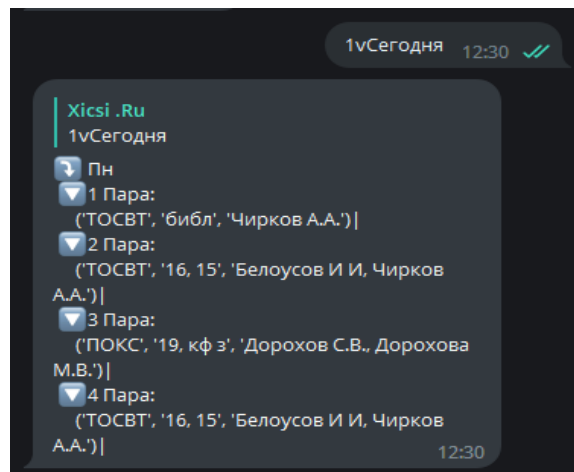 1vСегодня 12:30
Xicsi .Ru
1vСегодня
Пн
1 Пара:
('ТОСВТ', 'библ', 'Чирков А.А.')|
2 Пара:
('ТОСВТ', '16, 15', 'Белоусов И И, Чирков
А.А.')|
3 Пара:
('ПОКС', '19, кф з', 'Дорохов С.В., Дорохова
М.В.')|
4 Пара:
('ТОСВТ', '16, 15', 'Белоусов И И, Чирков
А.А.')|
12:30